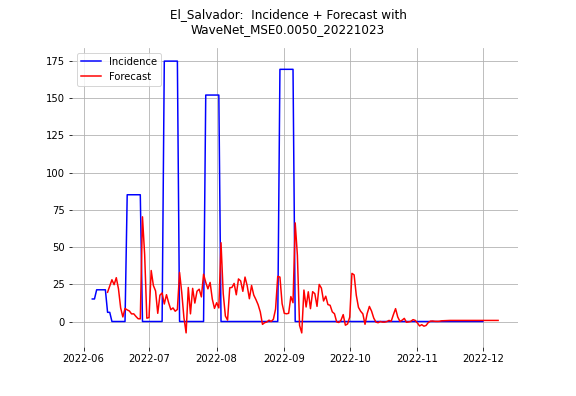 El_Salvador:  Incidence + Forecast with
WaveNet_MSE0.0050_20221023
Incidence
Forecast
175
150
125
100
75
50
25
0
2022-06 2022-07 2022-08 2022-09 2022-10 2022-11 2022-12